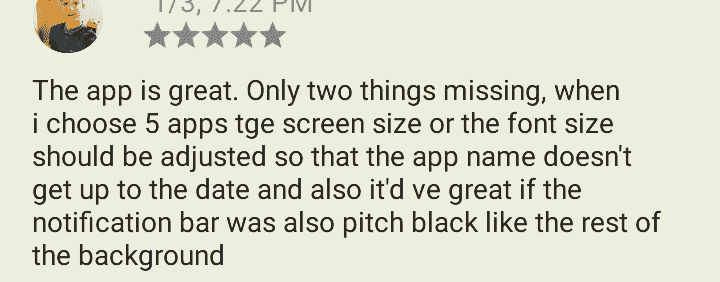 1/3, 7:22 PM
The app is great. Only two things missing, when
i choose 5 apps tge screen size or the font size
should be adjusted so that the app name doesn't
get up to the date and also it'd ve great if the
notification bar was also pitch black like the rest of
the background